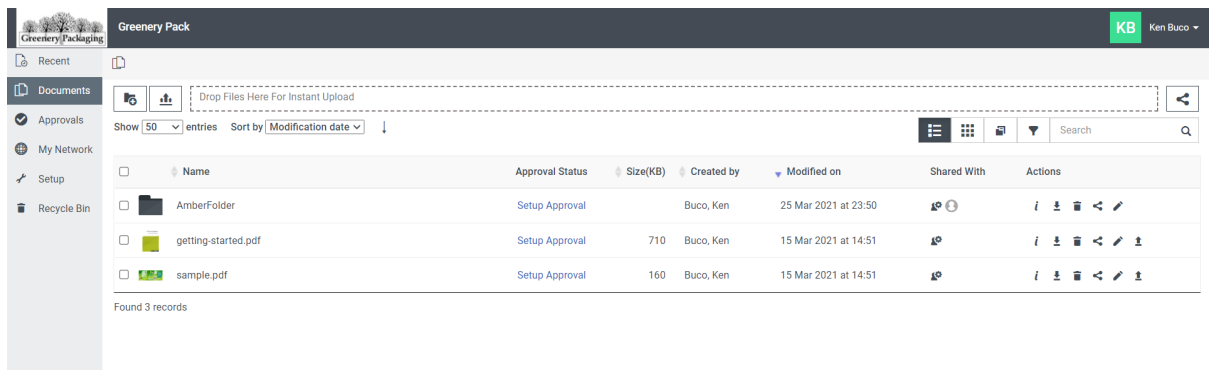 Greenery Packaging
Greenery Pack
KB Ken Buco
Recent
Documents
Approvals
My Network
Setup
Recycle Bin
Drop Files Here For Instant Upload
Show 50 entries Sort by Modification date
Search
Name Approval Status Size(KB) Created by Modified on Shared With Actions
AmberFolder Setup Approval Buco, Ken 25 Mar 2021 at 23:50
getting-started.pdf Setup Approval 710 Buco, Ken 15 Mar 2021 at 14:51
sample.pdf Setup Approval 160 Buco, Ken 15 Mar 2021 at 14:51
Found 3 records